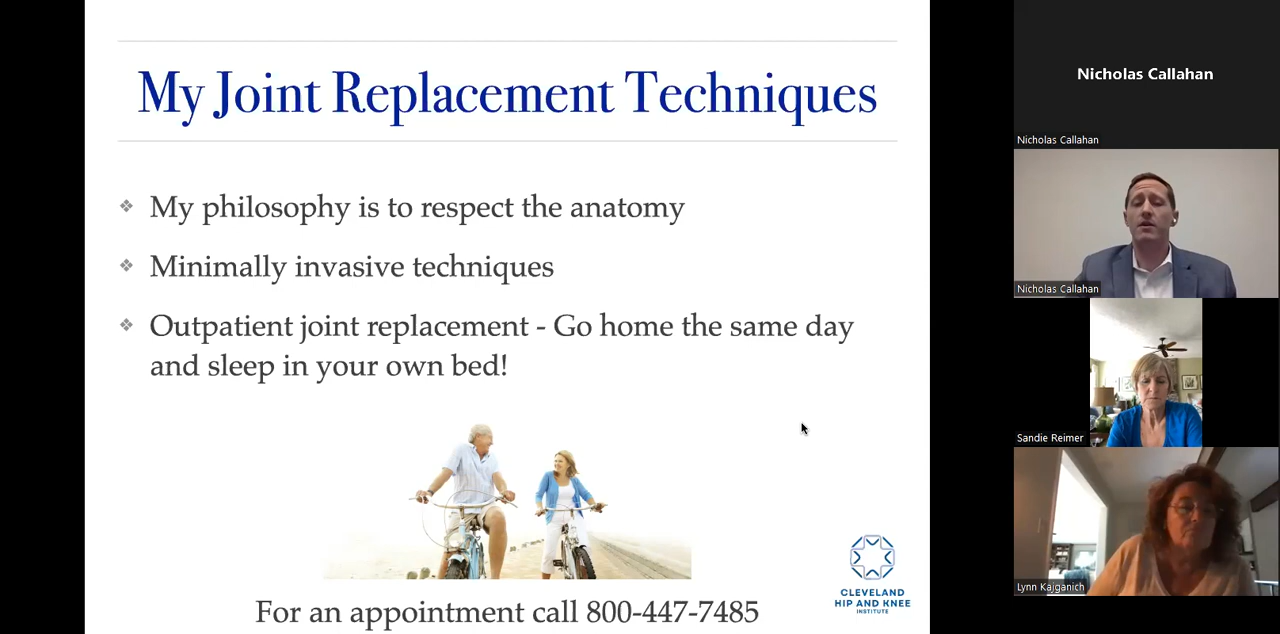 My Joint Replacement Techniques
My philosophy is to respect the anatomy
Minimally invasive techniques
Outpatient joint replacement - Go home the same day
and sleep in your own bed!
For an appointment call 800-447-7485
CLEVELAND
HIP AND KNEE
INSTITUTE
Nicholas Callahan
Nicholas Callahan
Nicholas Callahan
Sandie Reimer
Lynn Kajganich